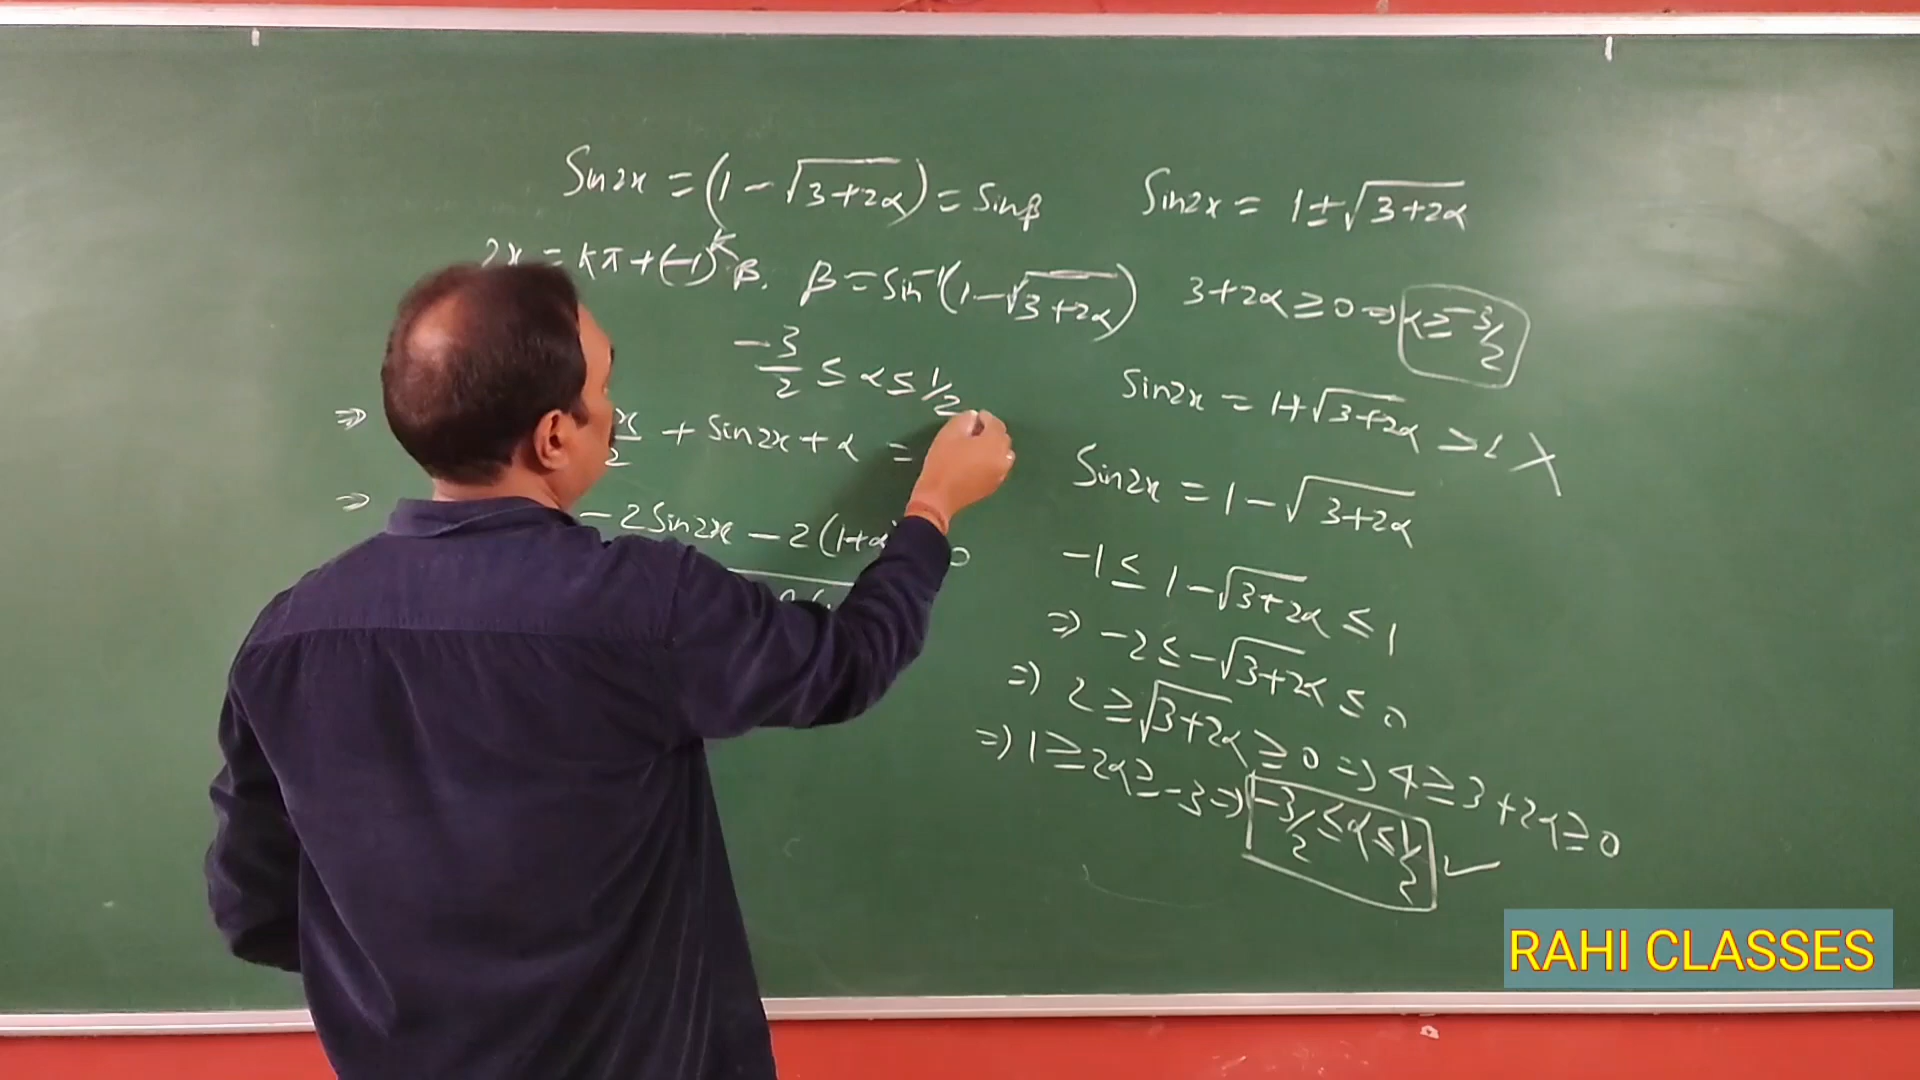 Sin2x = (1 - √(3+2α)) = Sinβ
2x = kπ + (-1)^k β. β = Sin⁻¹(1 - √(3+2α))
-3/2 ≤ α ≤ 1/2
⇒ x/2 + Sin2x + α =
⇒ - 2Sin2x - 2(1+α) 0
Sin2x = 1 ± √(3+2α)
3+2α ≥ 0 ⇒ α ≥ -3/2
Sin2x = 1 + √(3+2α) > 1 X
Sin2x = 1 - √(3+2α)
-1 ≤ 1 - √(3+2α) ≤ 1
⇒ -2 ≤ -√(3+2α) ≤ 0
⇒ 2 ≥ √(3+2α) ≥ 0 ⇒ 4 ≥ 3+2α ≥ 0
⇒ 1 ≥ 2α ≥ -3 ⇒ -3/2 ≤ α ≤ 1/2 ✓
RAHI CLASSES